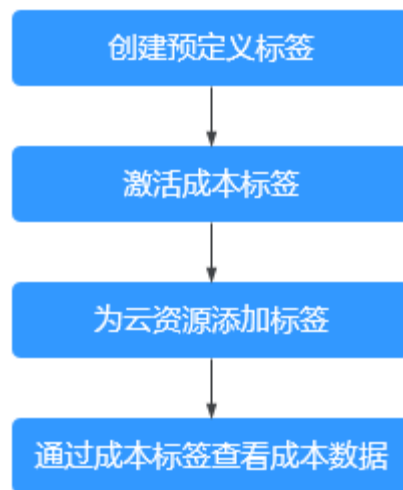 创建预定义标签
激活成本标签
为云资源添加标签
通过成本标签查看成本数据